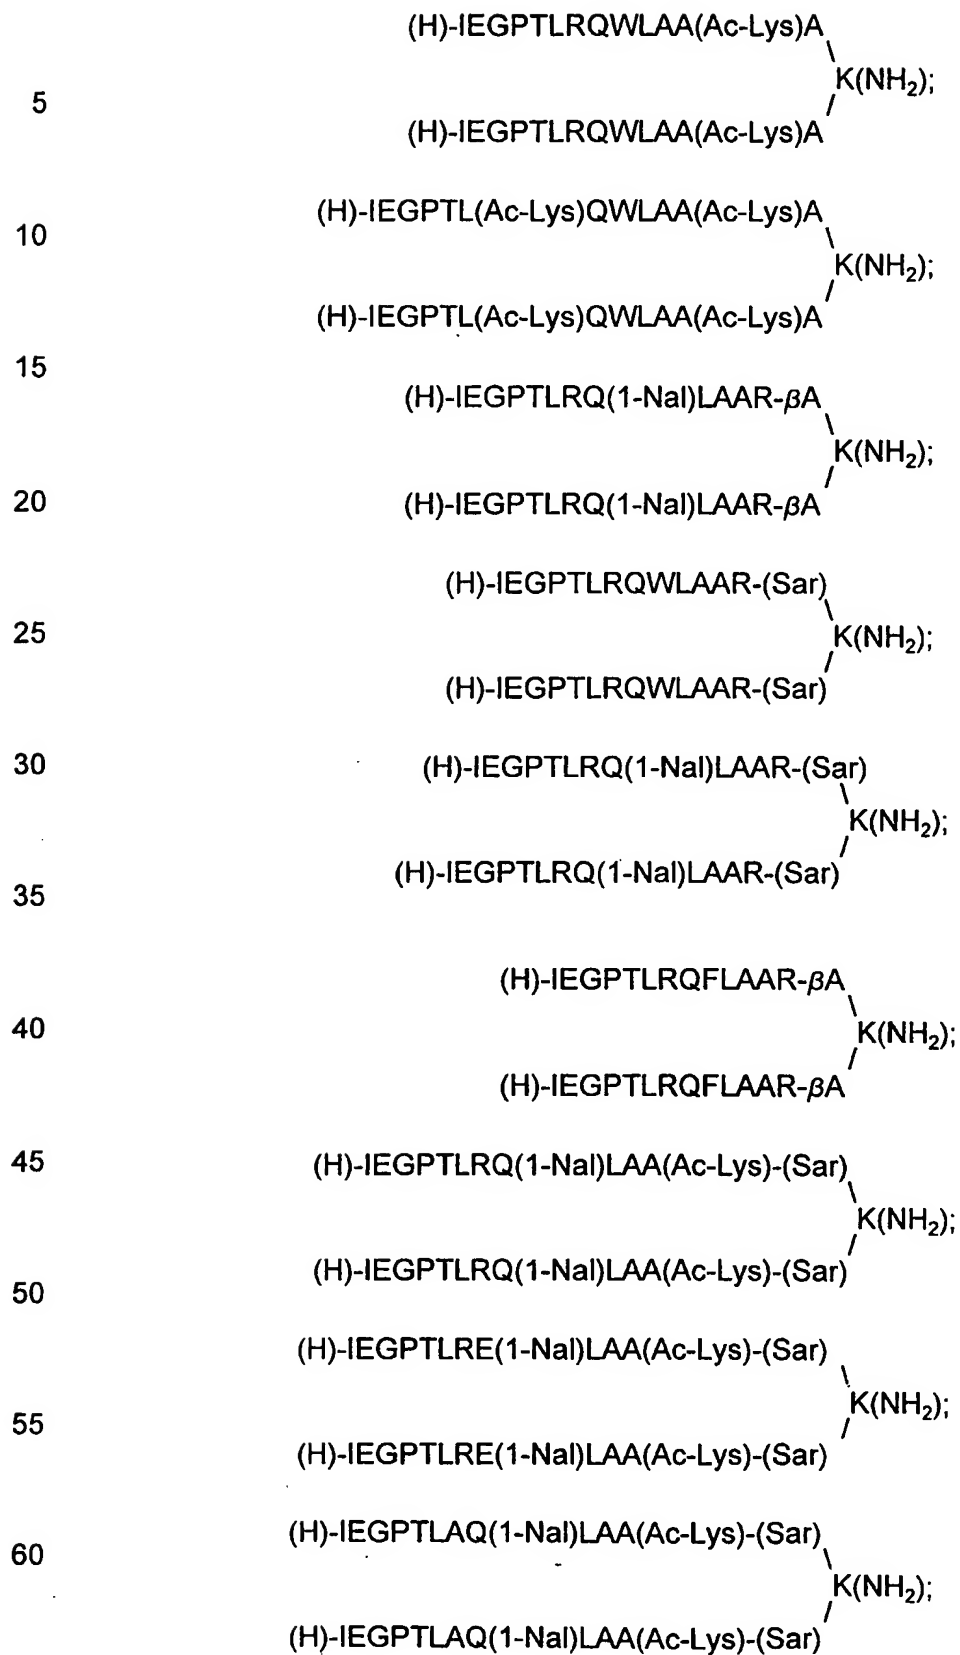 (H)-IEGPTLRQWLAA(Ac-Lys)A
K(NH₂);
5
(H)-IEGPTLRQWLAA(Ac-Lys)A
(H)-IEGPTL(Ac-Lys)QWLAA(Ac-Lys)A
10
K(NH₂);
(H)-IEGPTL(Ac-Lys)QWLAA(Ac-Lys)A
15
(H)-IEGPTLRQ(1-Nal)LAAR-βA
K(NH₂);
20
(H)-IEGPTLRQ(1-Nal)LAAR-βA
(H)-IEGPTLRQWLAAR-(Sar)
25
K(NH₂);
(H)-IEGPTLRQWLAAR-(Sar)
30
(H)-IEGPTLRQ(1-Nal)LAAR-(Sar)
K(NH₂);
(H)-IEGPTLRQ(1-Nal)LAAR-(Sar)
35
(H)-IEGPTLRQFLAAR-βA
40
K(NH₂);
(H)-IEGPTLRQFLAAR-βA
45
(H)-IEGPTLRQ(1-Nal)LAA(Ac-Lys)-(Sar)
K(NH₂);
(H)-IEGPTLRQ(1-Nal)LAA(Ac-Lys)-(Sar)
50
(H)-IEGPTLRE(1-Nal)LAA(Ac-Lys)-(Sar)
K(NH₂);
55
(H)-IEGPTLRE(1-Nal)LAA(Ac-Lys)-(Sar)
(H)-IEGPTLAQ(1-Nal)LAA(Ac-Lys)-(Sar)
60
K(NH₂);
(H)-IEGPTLAQ(1-Nal)LAA(Ac-Lys)-(Sar)